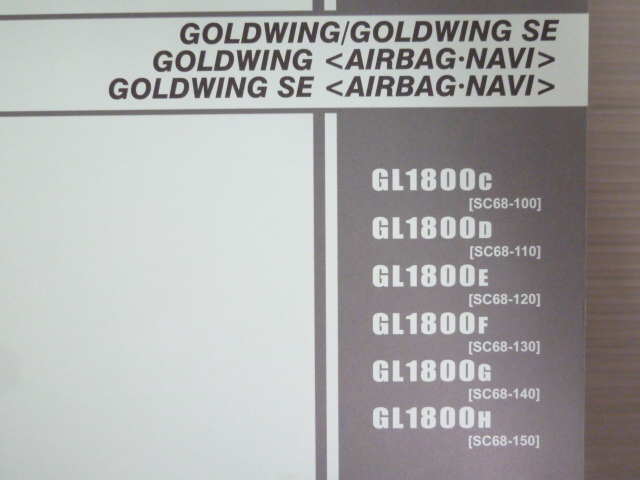 GOLDWING/GOLDWING SE
GOLDWING <AIRBAG·NAVI>
GOLDWING SE <AIRBAG·NAVI>
GL1800C
[SC68-100]
GL1800D
[SC68-110]
GL1800E
[SC68-120]
GL1800F
[SC68-130]
GL1800G
[SC68-140]
GL1800H
[SC68-150]